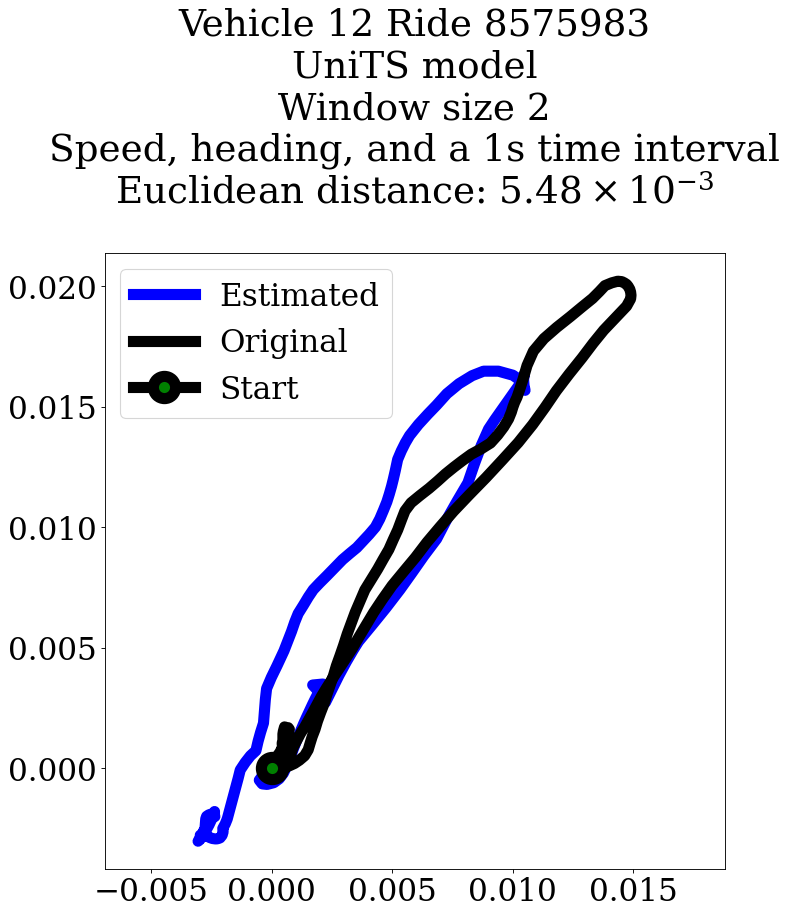 Vehicle 12 Ride 8575983
UniTS model
Window size 2
Speed, heading, and a 1s time interval
Euclidean distance: 5.48 × 10⁻³
Estimated
Original
Start
0.020
0.015
0.010
0.005
0.000
−0.005 0.000 0.005 0.010 0.015